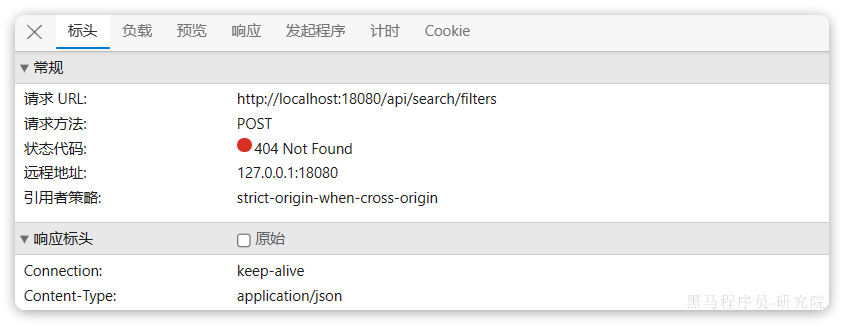 标头 负载 预览 响应 发起程序 计时 Cookie
常规
请求 URL: http://localhost:18080/api/search/filters
请求方法: POST
状态代码: 404 Not Found
远程地址: 127.0.0.1:18080
引用者策略: strict-origin-when-cross-origin
响应标头 原始
Connection: keep-alive
Content-Type: application/json
黑马程序员-研究院